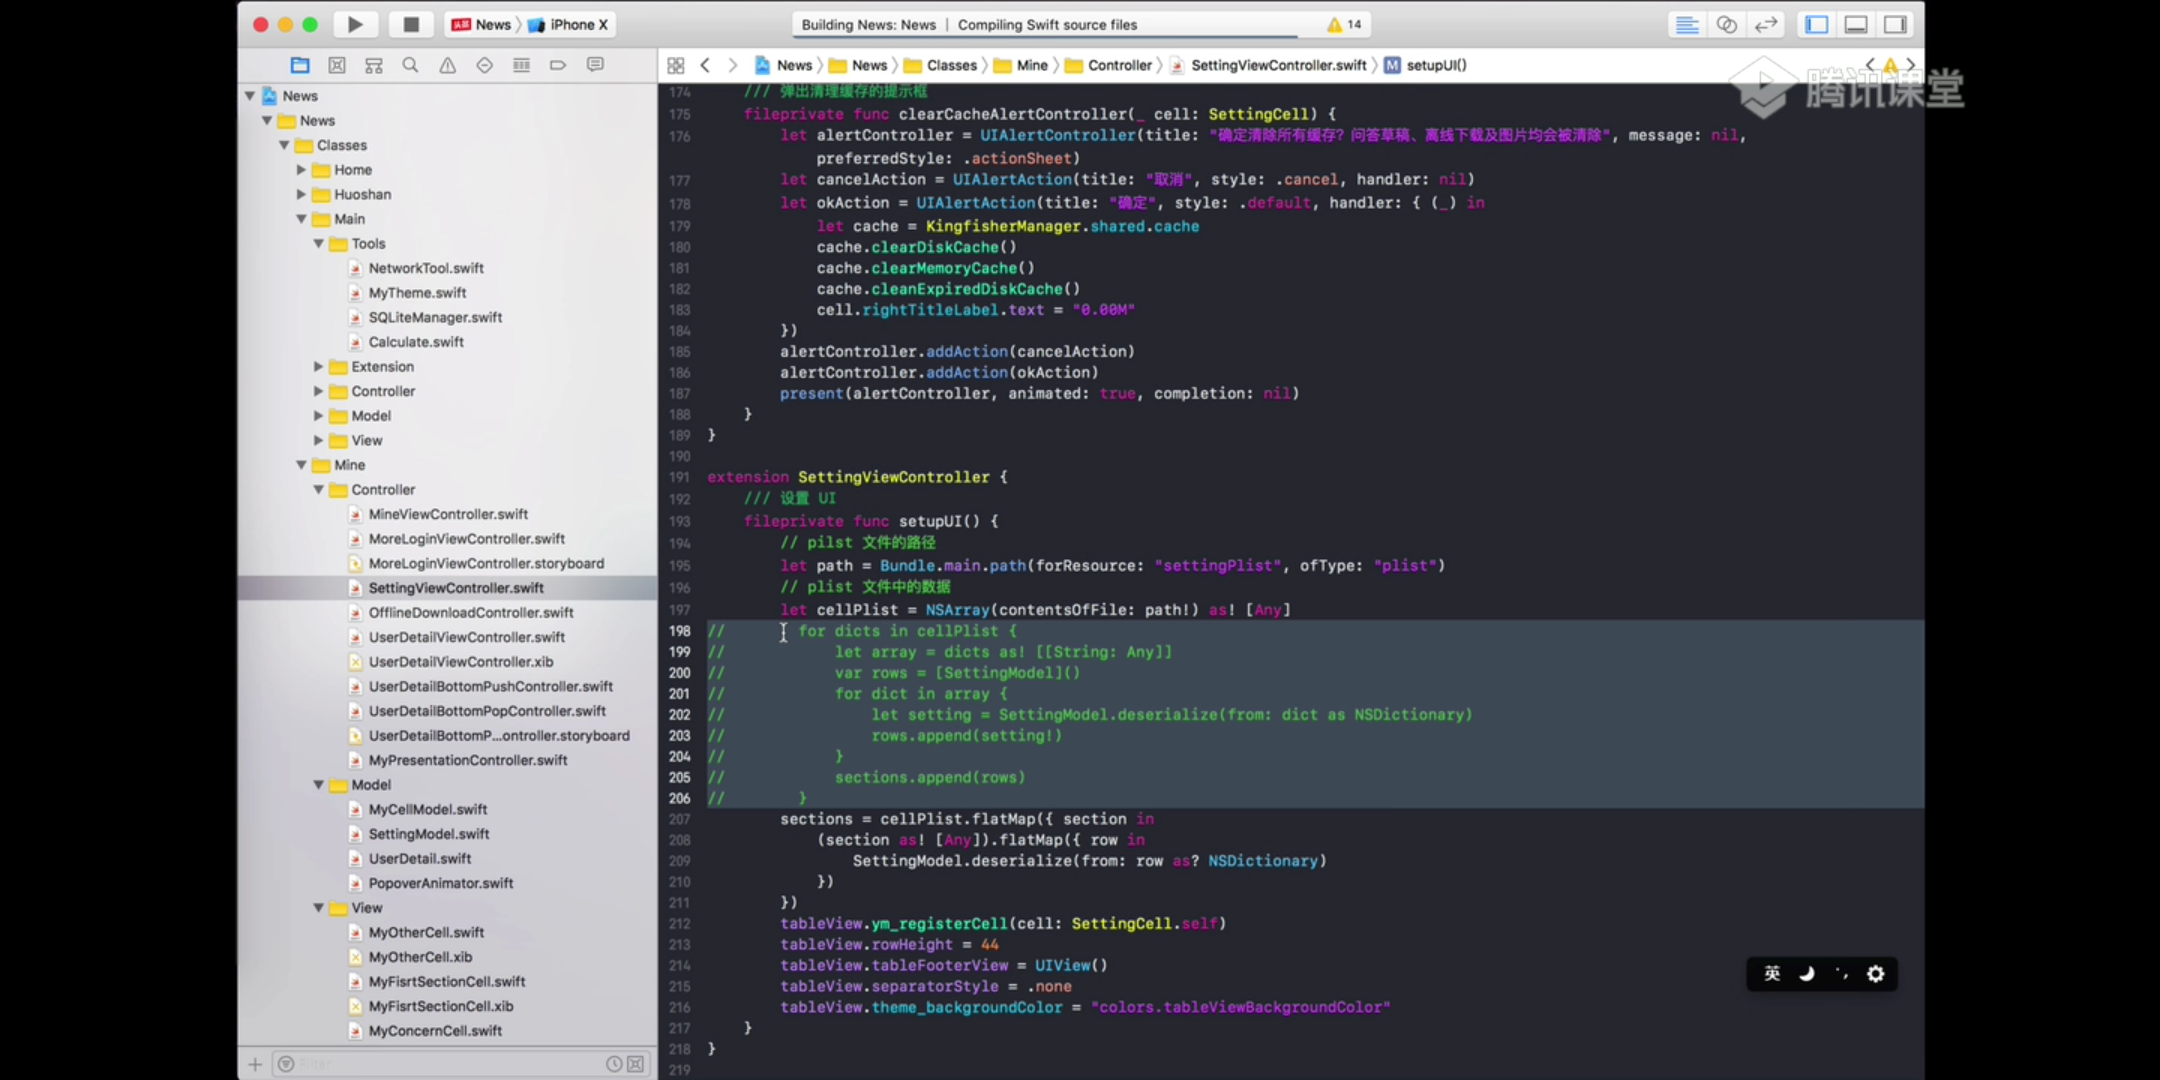 News 〉 iPhone X
Building News: News | Compiling Swift source files
14
News 〉 News 〉 Classes 〉 Mine 〉 Controller 〉 SettingViewController.swift 〉 M setupUI()
腾讯课堂
News
News
Classes
Home
Huoshan
Main
Tools
NetworkTool.swift
MyTheme.swift
SQLiteManager.swift
Calculate.swift
Extension
Controller
Model
View
Mine
Controller
MineViewController.swift
MoreLoginViewController.swift
MoreLoginViewController.storyboard
SettingViewController.swift
OfflineDownloadController.swift
UserDetailViewController.swift
UserDetailViewController.xib
UserDetailBottomPushController.swift
UserDetailBottomPopController.swift
UserDetailBottomP...ontroller.storyboard
MyPresentationController.swift
Model
MyCellModel.swift
SettingModel.swift
UserDetail.swift
PopoverAnimator.swift
View
MyOtherCell.swift
MyOtherCell.xib
MyFisrtSectionCell.swift
MyFisrtSectionCell.xib
MyConcernCell.swift
Filter
174 /// 弹出清理缓存的提示框
175 fileprivate func clearCacheAlertController(_ cell: SettingCell) {
176 let alertController = UIAlertController(title: "确定清除所有缓存？问答草稿、离线下载及图片均会被清除", message: nil,
preferredStyle: .actionSheet)
177 let cancelAction = UIAlertAction(title: "取消", style: .cancel, handler: nil)
178 let okAction = UIAlertAction(title: "确定", style: .default, handler: { (_) in
179 let cache = KingfisherManager.shared.cache
180 cache.clearDiskCache()
181 cache.clearMemoryCache()
182 cache.cleanExpiredDiskCache()
183 cell.rightTitleLabel.text = "0.00M"
184 })
185 alertController.addAction(cancelAction)
186 alertController.addAction(okAction)
187 present(alertController, animated: true, completion: nil)
188 }
189 }
190
191 extension SettingViewController {
192 /// 设置 UI
193 fileprivate func setupUI() {
194 // pilst 文件的路径
195 let path = Bundle.main.path(forResource: "settingPlist", ofType: "plist")
196 // plist 文件中的数据
197 let cellPlist = NSArray(contentsOfFile: path!) as! [Any]
198 // for dicts in cellPlist {
199 // let array = dicts as! [[String: Any]]
200 // var rows = [SettingModel]()
201 // for dict in array {
202 // let setting = SettingModel.deserialize(from: dict as NSDictionary)
203 // rows.append(setting!)
204 // }
205 // sections.append(rows)
206 // }
207 sections = cellPlist.flatMap({ section in
208 (section as! [Any]).flatMap({ row in
209 SettingModel.deserialize(from: row as? NSDictionary)
210 })
211 })
212 tableView.ym_registerCell(cell: SettingCell.self)
213 tableView.rowHeight = 44
214 tableView.tableFooterView = UIView()
215 tableView.separatorStyle = .none
216 tableView.theme_backgroundColor = "colors.tableViewBackgroundColor"
217 }
218 }
219
英